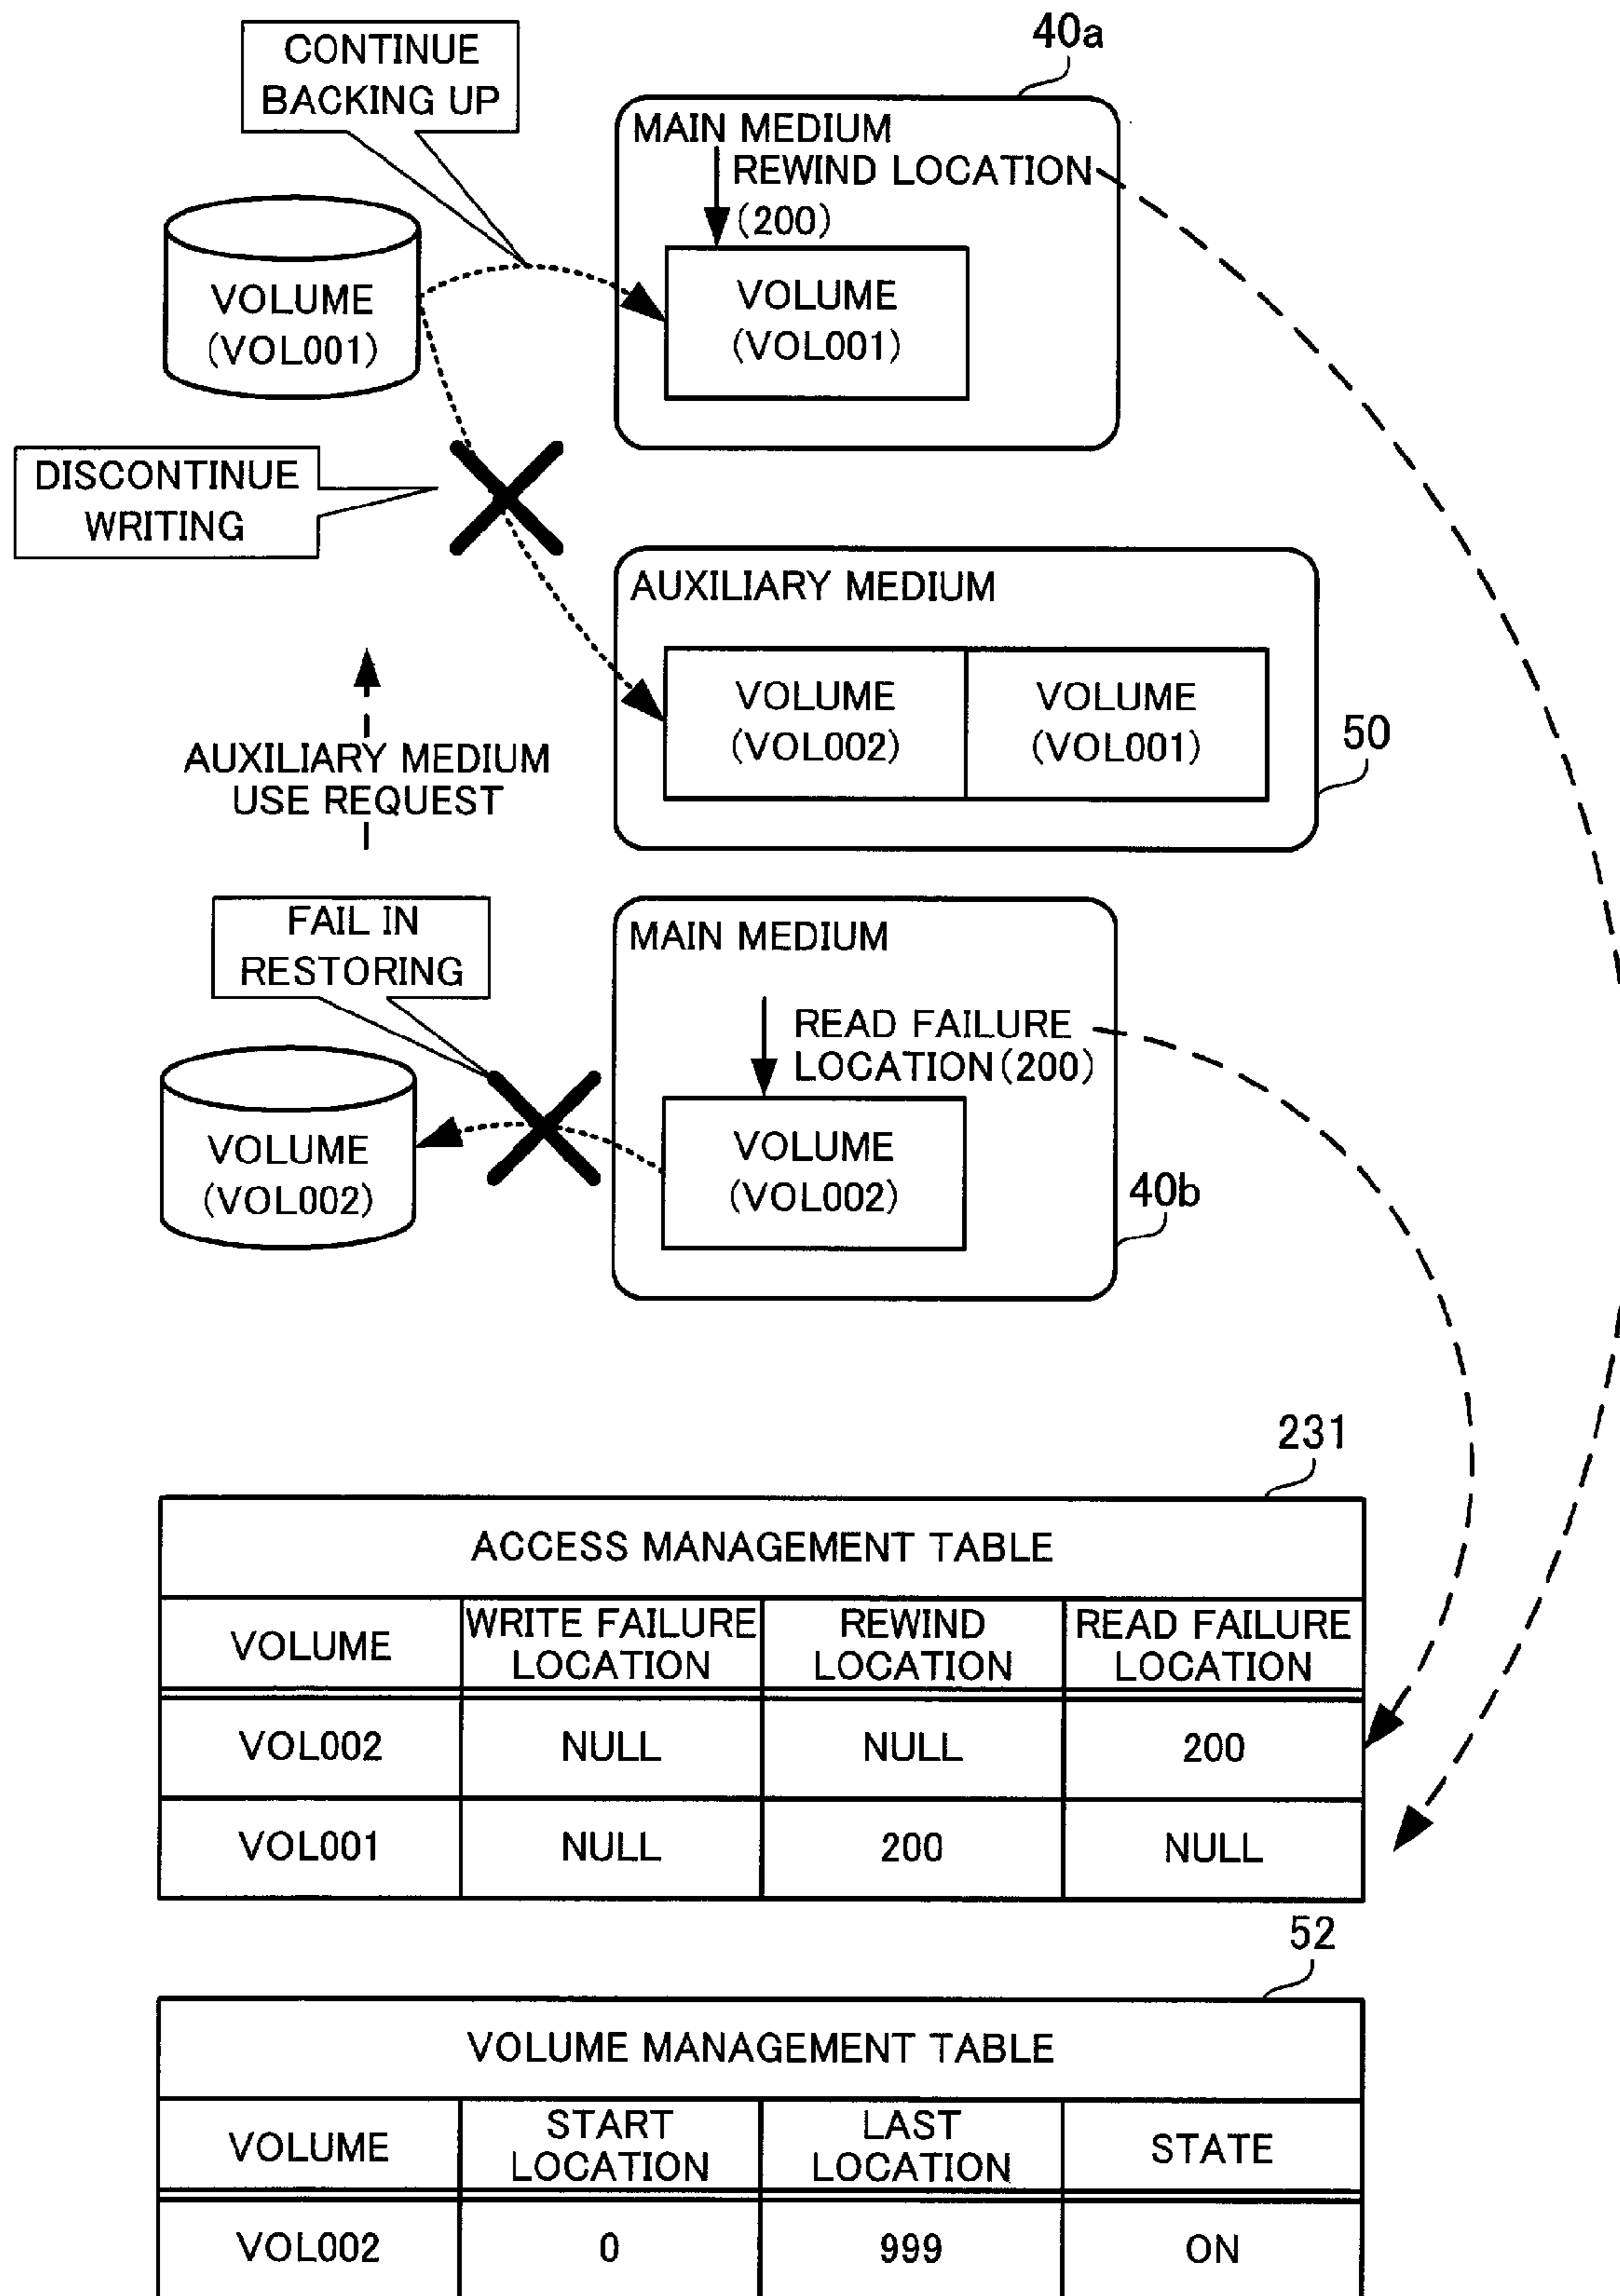 CONTINUE
BACKING UP
40a
MAIN MEDIUM
REWIND LOCATION
(200)
VOLUME
(VOL001)
VOLUME
(VOL001)
DISCONTINUE
WRITING
AUXILIARY MEDIUM
VOLUME
(VOL002)
VOLUME
(VOL001)
50
AUXILIARY MEDIUM
USE REQUEST
FAIL IN
RESTORING
MAIN MEDIUM
READ FAILURE
LOCATION(200)
VOLUME
(VOL002)
VOLUME
(VOL002)
40b
231
ACCESS MANAGEMENT TABLE
VOLUME
WRITE FAILURE
LOCATION
REWIND
LOCATION
READ FAILURE
LOCATION
VOL002 NULL NULL 200
VOL001 NULL 200 NULL
52
VOLUME MANAGEMENT TABLE
VOLUME
START
LOCATION
LAST
LOCATION
STATE
VOL002 0 999 ON